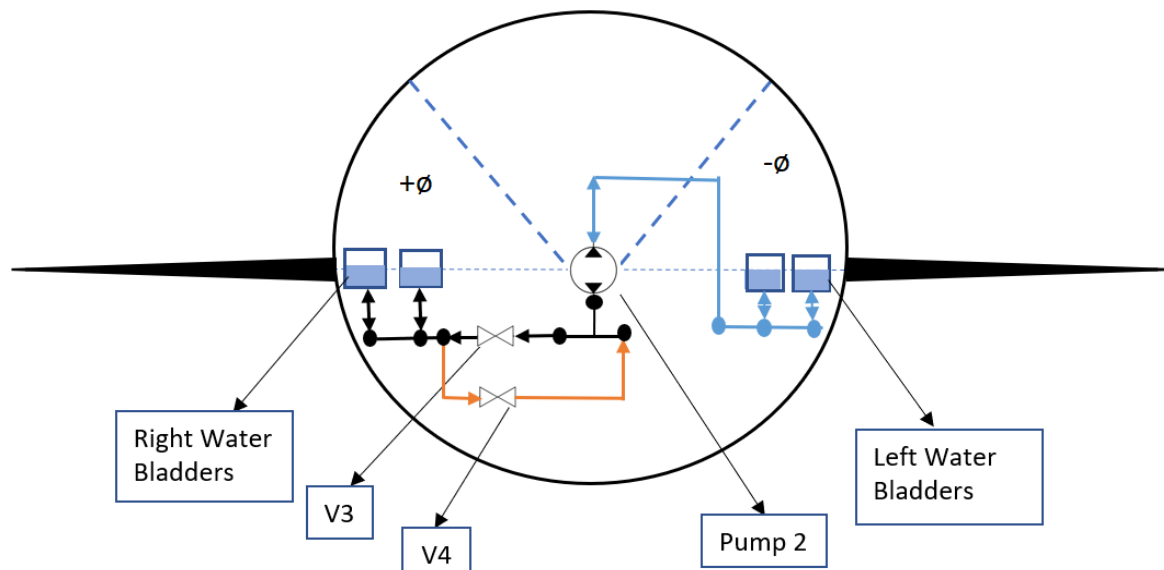 +ø
-ø
Right Water
Bladders
V3
V4
Pump 2
Left Water
Bladders